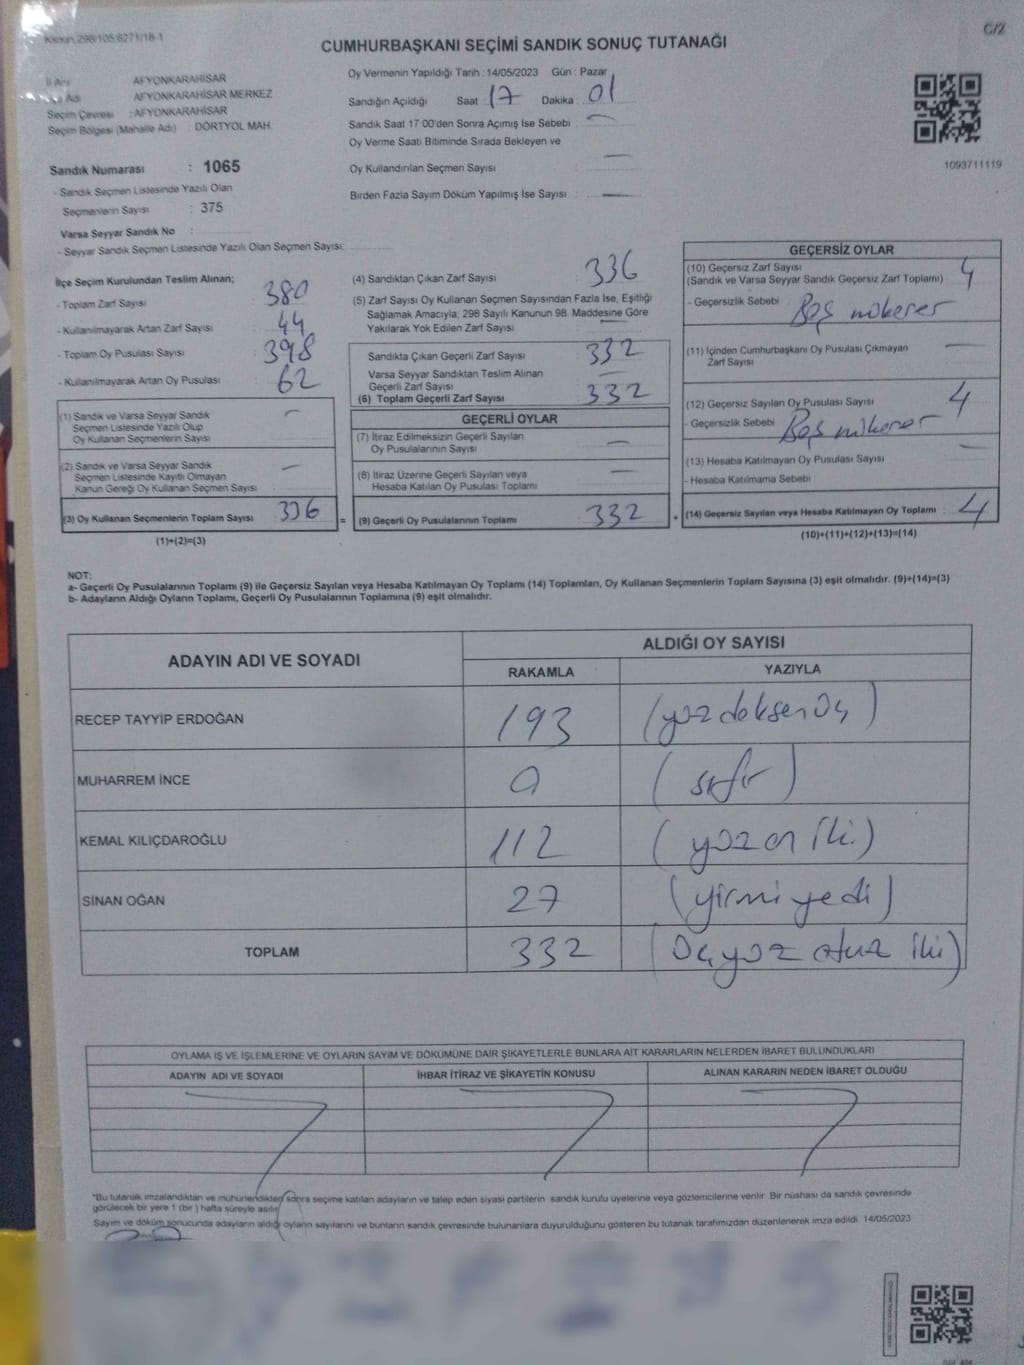 CUMHURBAŞKANI SEÇİMİ SANDIK SONUÇ TUTANAĞI
C/2
İl Adı AFYONKARAHİSAR
Adı AFYONKARAHİSAR MERKEZ
Seçim Çevresi : AFYONKARAHİSAR
Seçim Bölgesi (Mahalle Adı) : DÖRTYOL MAH.
Oy Vermenin Yapıldığı Tarih : 14/05/2023 Gün : Pazar
Sandığın Açıldığı Saat 17 Dakika : 01
Sandık Saat 17:00'den Sonra Açımış İse Sebebi :
Oy Verme Saati Bitiminde Sırada Bekleyen ve
Oy Kullandırılan Seçmen Sayısı
Birden Fazla Sayım Döküm Yapılmış İse Sayısı :
1093711119
Sandık Numarası : 1065
- Sandık Seçmen Listesinde Yazılı Olan
Seçmenlerin Sayısı : 375
Varsa Seyyar Sandık No :
- Seyyar Sandık Seçmen Listesinde Yazılı Olan Seçmen Sayısı:
İlçe Seçim Kurulundan Teslim Alınan;
- Toplam Zarf Sayısı : 380
- Kullanılmayarak Artan Zarf Sayısı : 44
- Toplam Oy Pusulası Sayısı : 398
- Kullanılmayarak Artan Oy Pusulası : 62
(1) Sandık ve Varsa Seyyar Sandık
Seçmen Listesinde Yazılı Olup
Oy Kullanan Seçmenlerin Sayısı
(2) Sandık ve Varsa Seyyar Sandık
Seçmen Listesinde Kayıtlı Olmayan
Kanun Gereği Oy Kullanan Seçmen Sayısı
(3) Oy Kullanan Seçmenlerin Toplam Sayısı 336
(1)+(2)=(3)
=
(4) Sandıktan Çıkan Zarf Sayısı : 336
(5) Zarf Sayısı Oy Kullanan Seçmen Sayısından Fazla İse, Eşitliği
Sağlamak Amacıyla; 298 Sayılı Kanunun 98. Maddesine Göre
Yakılarak Yok Edilen Zarf Sayısı :
Sandıkta Çıkan Geçerli Zarf Sayısı : 332
Varsa Seyyar Sandıktan Teslim Alınan
Geçerli Zarf Sayısı
(6) Toplam Geçerli Zarf Sayısı : 332
GEÇERLİ OYLAR
(7) İtiraz Edilmeksizin Geçerli Sayılan
Oy Pusulalarının Sayısı
(8) İtiraz Üzerine Geçerli Sayılan veya
Hesaba Katılan Oy Pusulası Toplamı
(9) Geçerli Oy Pusulalarının Toplamı : 332
+
GEÇERSİZ OYLAR
(10) Geçersiz Zarf Sayısı 4
(Sandık ve Varsa Seyyar Sandık Geçersiz Zarf Toplamı) :
- Geçersizlik Sebebi Boş mükerer
(11) İçinden Cumhurbaşkanı Oy Pusulası Çıkmayan
Zarf Sayısı
(12) Geçersiz Sayılan Oy Pusulası Sayısı : 4
- Geçersizlik Sebebi Boş mükerer
(13) Hesaba Katılmayan Oy Pusulası Sayısı
- Hesaba Katılmama Sebebi
(14) Geçersiz Sayılan veya Hesaba Katılmayan Oy Toplamı : 4
(10)+(11)+(12)+(13)=(14)
NOT:
a- Geçerli Oy Pusulalarının Toplamı (9) ile Geçersiz Sayılan veya Hesaba Katılmayan Oy Toplamı (14) Toplamları, Oy Kullanan Seçmenlerin Toplam Sayısına (3) eşit olmalıdır. (9)+(14)=(3)
b- Adayların Aldığı Oyların Toplamı, Geçerli Oy Pusulalarının Toplamına (9) eşit olmalıdır.
ADAYIN ADI VE SOYADI
ALDIĞI OY SAYISI
RAKAMLA YAZIYLA
RECEP TAYYİP ERDOĞAN 193 (yüzdoksenüç)
MUHARREM İNCE 0 (sıfır)
KEMAL KILIÇDAROĞLU 112 (yüzon iki)
SİNAN OĞAN 27 (yirmi yedi)
TOPLAM 332 (üçyüz otuz iki)
OYLAMA İŞ VE İŞLEMLERİNE VE OYLARIN SAYIM VE DÖKÜMÜNE DAİR ŞİKAYETLERLE BUNLARA AİT KARARLARIN NELERDEN İBARET BULUNDUKLARI
ADAYIN ADI VE SOYADI İHBAR İTİRAZ VE ŞİKAYETİN KONUSU ALINAN KARARIN NEDEN İBARET OLDUĞU
"Bu tutanak imzalandıktan ve mühürlendikten sonra seçime katılan adayların ve talep eden siyasi partilerin sandık kurulu üyelerine veya gözlemcilerine verilir. Bir nüshası da sandık çevresinde
görülecek bir yere 1 (bir) hafta süreyle asılır.
Sayım ve döküm sonucunda adayların aldığı oyların sayılarını ve bunların sandık çevresinde bulunanlara duyurulduğunu gösteren bu tutanak tarafımızdan düzenlenerek imza edildi. 14/05/2023